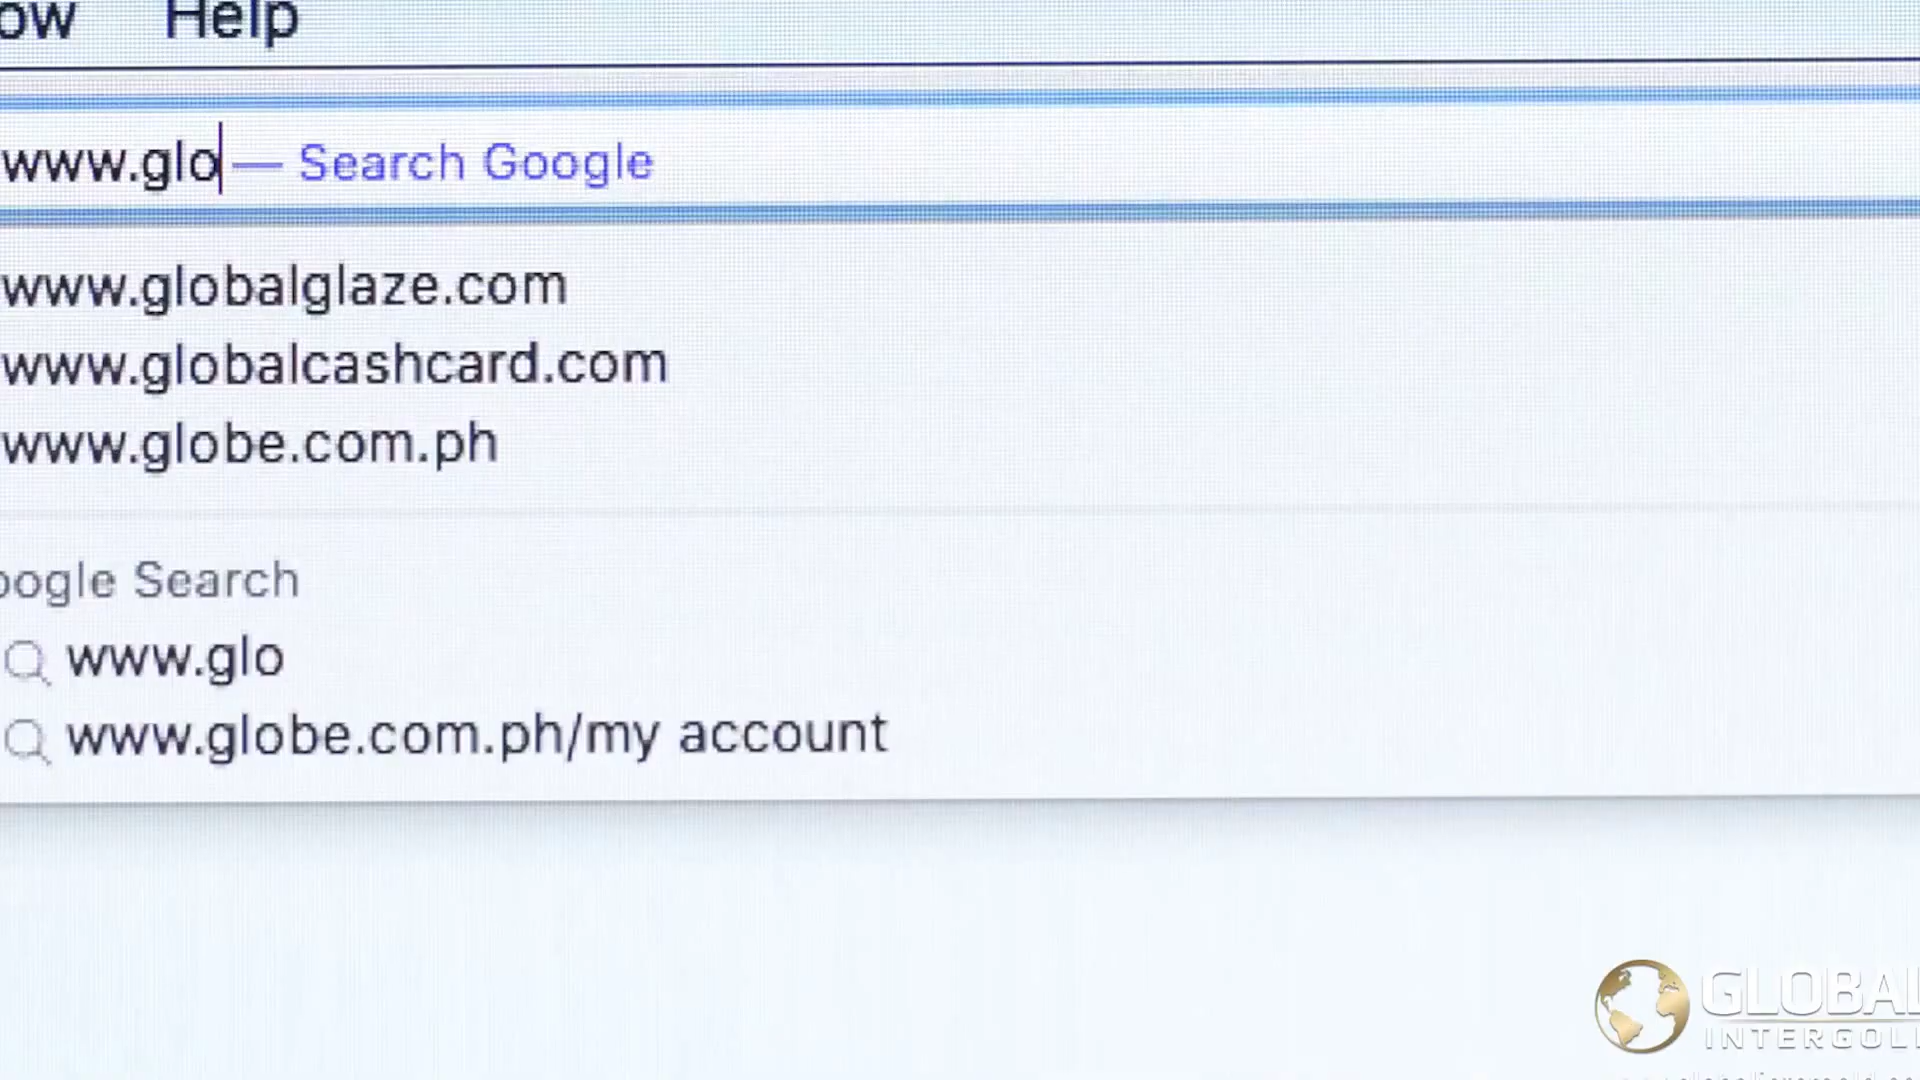 Help
www.glo — Search Google
www.globalglaze.com
www.globalcashcard.com
www.globe.com.ph
oogle Search
www.glo
www.globe.com.ph/my account
GLOBAL
INTERGOL